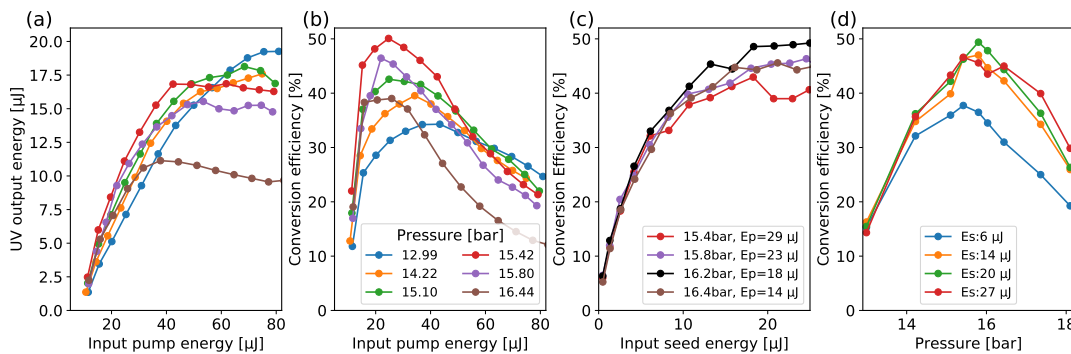 (a)
(b)
(c)
(d)
UV output energy [μJ]
20.0
17.5
15.0
12.5
10.0
7.5
5.0
2.5
0.0
20 40 60 80
Input pump energy [μJ]
Conversion efficiency [%]
50
40
30
20
10
0
Pressure [bar]
12.99 15.42
14.22 15.80
15.10 16.44
0 20 40 60 80
Input pump energy [μJ]
Conversion Efficiency [%]
50
40
30
20
10
0
15.4bar, Ep=29 μJ
15.8bar, Ep=23 μJ
16.2bar, Ep=18 μJ
16.4bar, Ep=14 μJ
0 10 20
Input seed energy [μJ]
Conversion efficiency [%]
50
40
30
20
10
0
Es:6 μJ
Es:14 μJ
Es:20 μJ
Es:27 μJ
14 16 18
Pressure [bar]